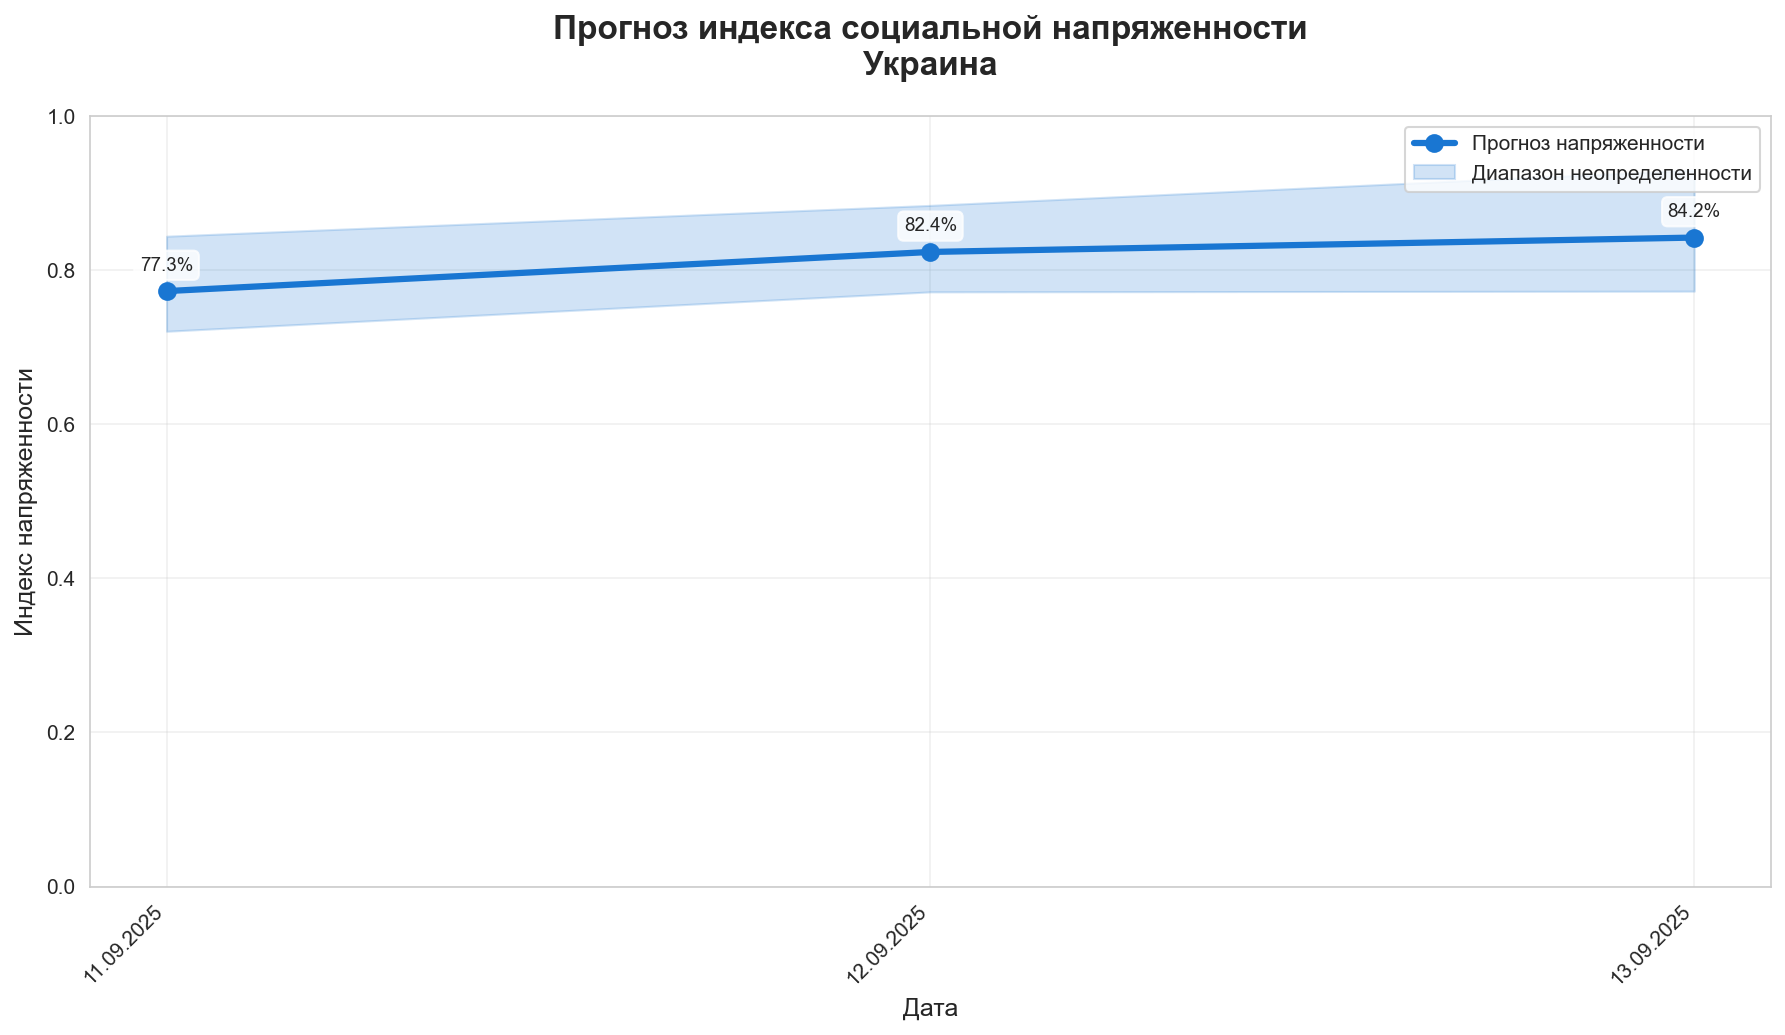 Прогноз индекса социальной напряженности
Украина
Индекс напряженности
1.0
0.8
0.6
0.4
0.2
0.0
Прогноз напряженности
Диапазон неопределенности
77.3%
82.4%
84.2%
11.09.2025
12.09.2025
13.09.2025
Дата